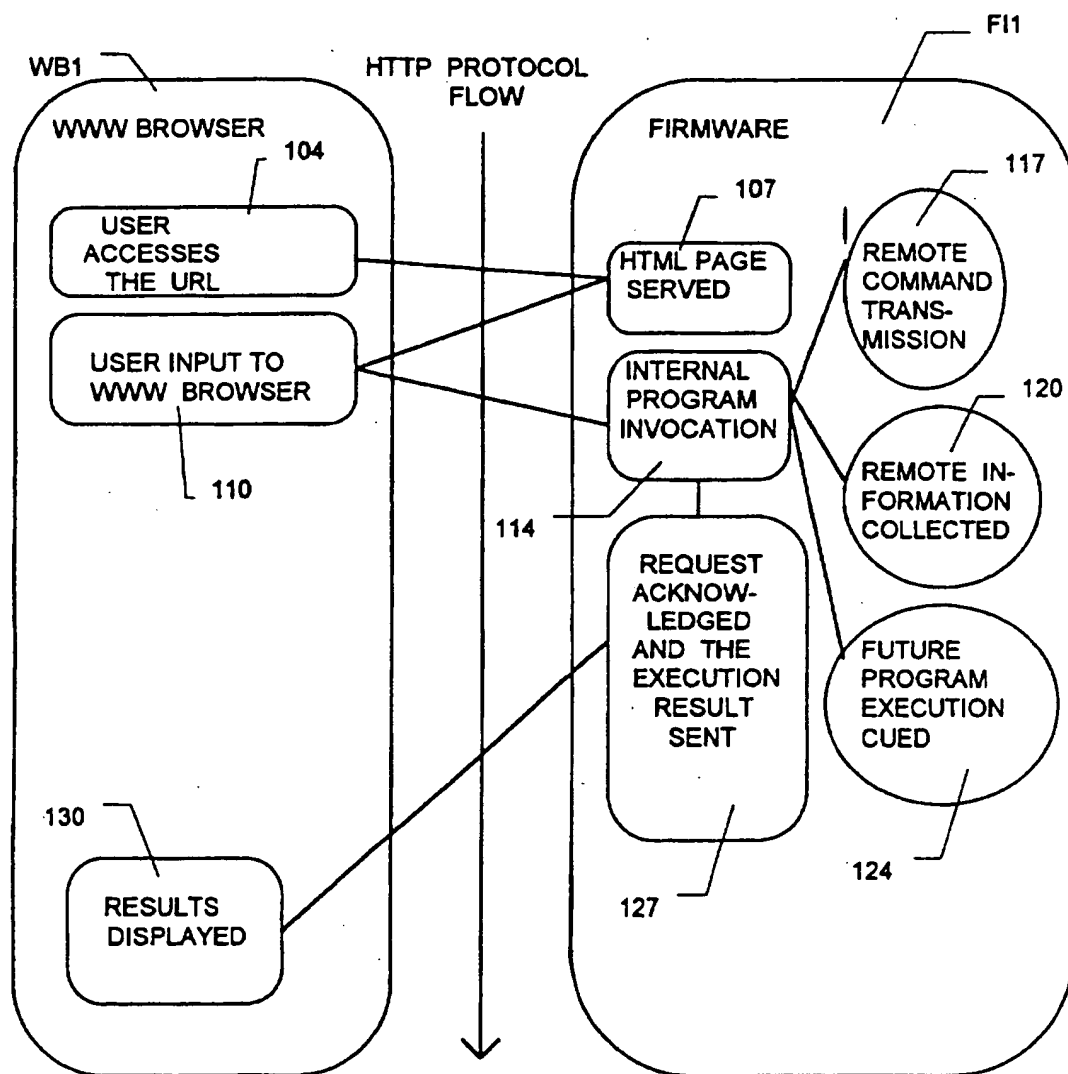 WB1
WWW BROWSER
104
USER
ACCESSES
THE URL
USER INPUT TO
WWW BROWSER
110
130
RESULTS
DISPLAYED
HTTP PROTOCOL
FLOW
FI1
FIRMWARE
107
HTML PAGE
SERVED
INTERNAL
PROGRAM
INVOCATION
114
REQUEST
ACKNOW-
LEDGED
AND THE
EXECUTION
RESULT
SENT
127
117
REMOTE
COMMAND
TRANS-
MISSION
120
REMOTE IN-
FORMATION
COLLECTED
FUTURE
PROGRAM
EXECUTION
CUED
124